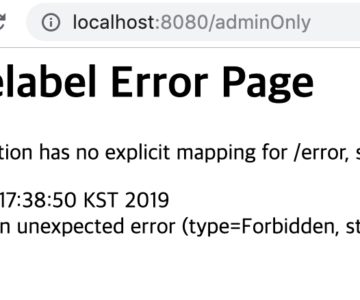 localhost:8080/adminOnly
elabel Error Page
tion has no explicit mapping for /error, s
17:38:50 KST 2019
n unexpected error (type=Forbidden, st